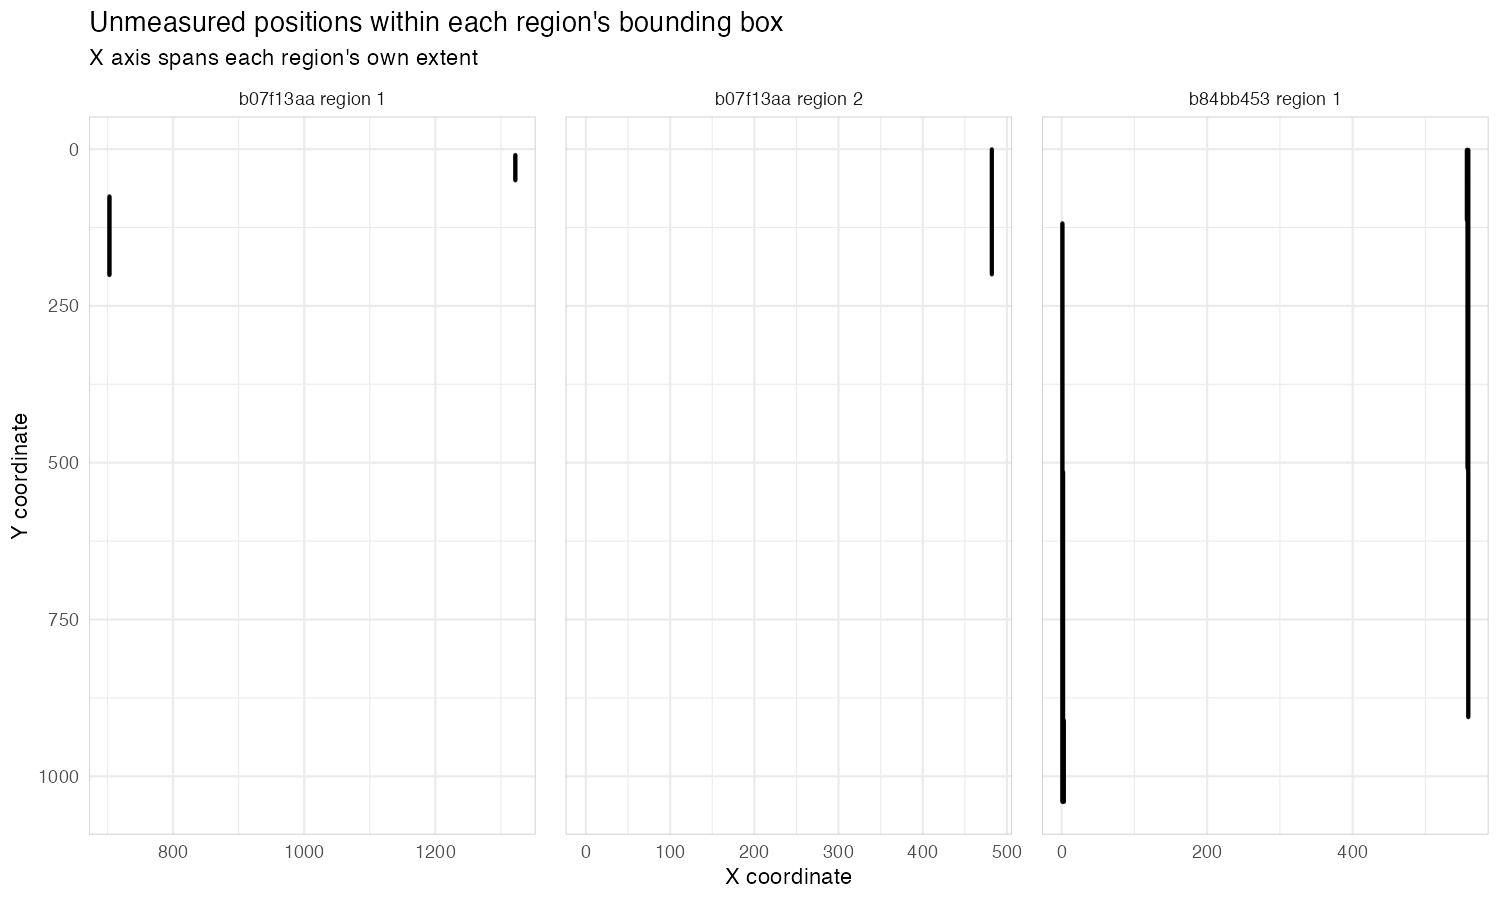 Unmeasured positions within each region's bounding box
X axis spans each region's own extent
b07f13aa region 1
b07f13aa region 2
b84bb453 region 1
0
250
500
750
1000
Y coordinate
800 1000 1200
0 100 200 300 400 500
0 200 400
X coordinate